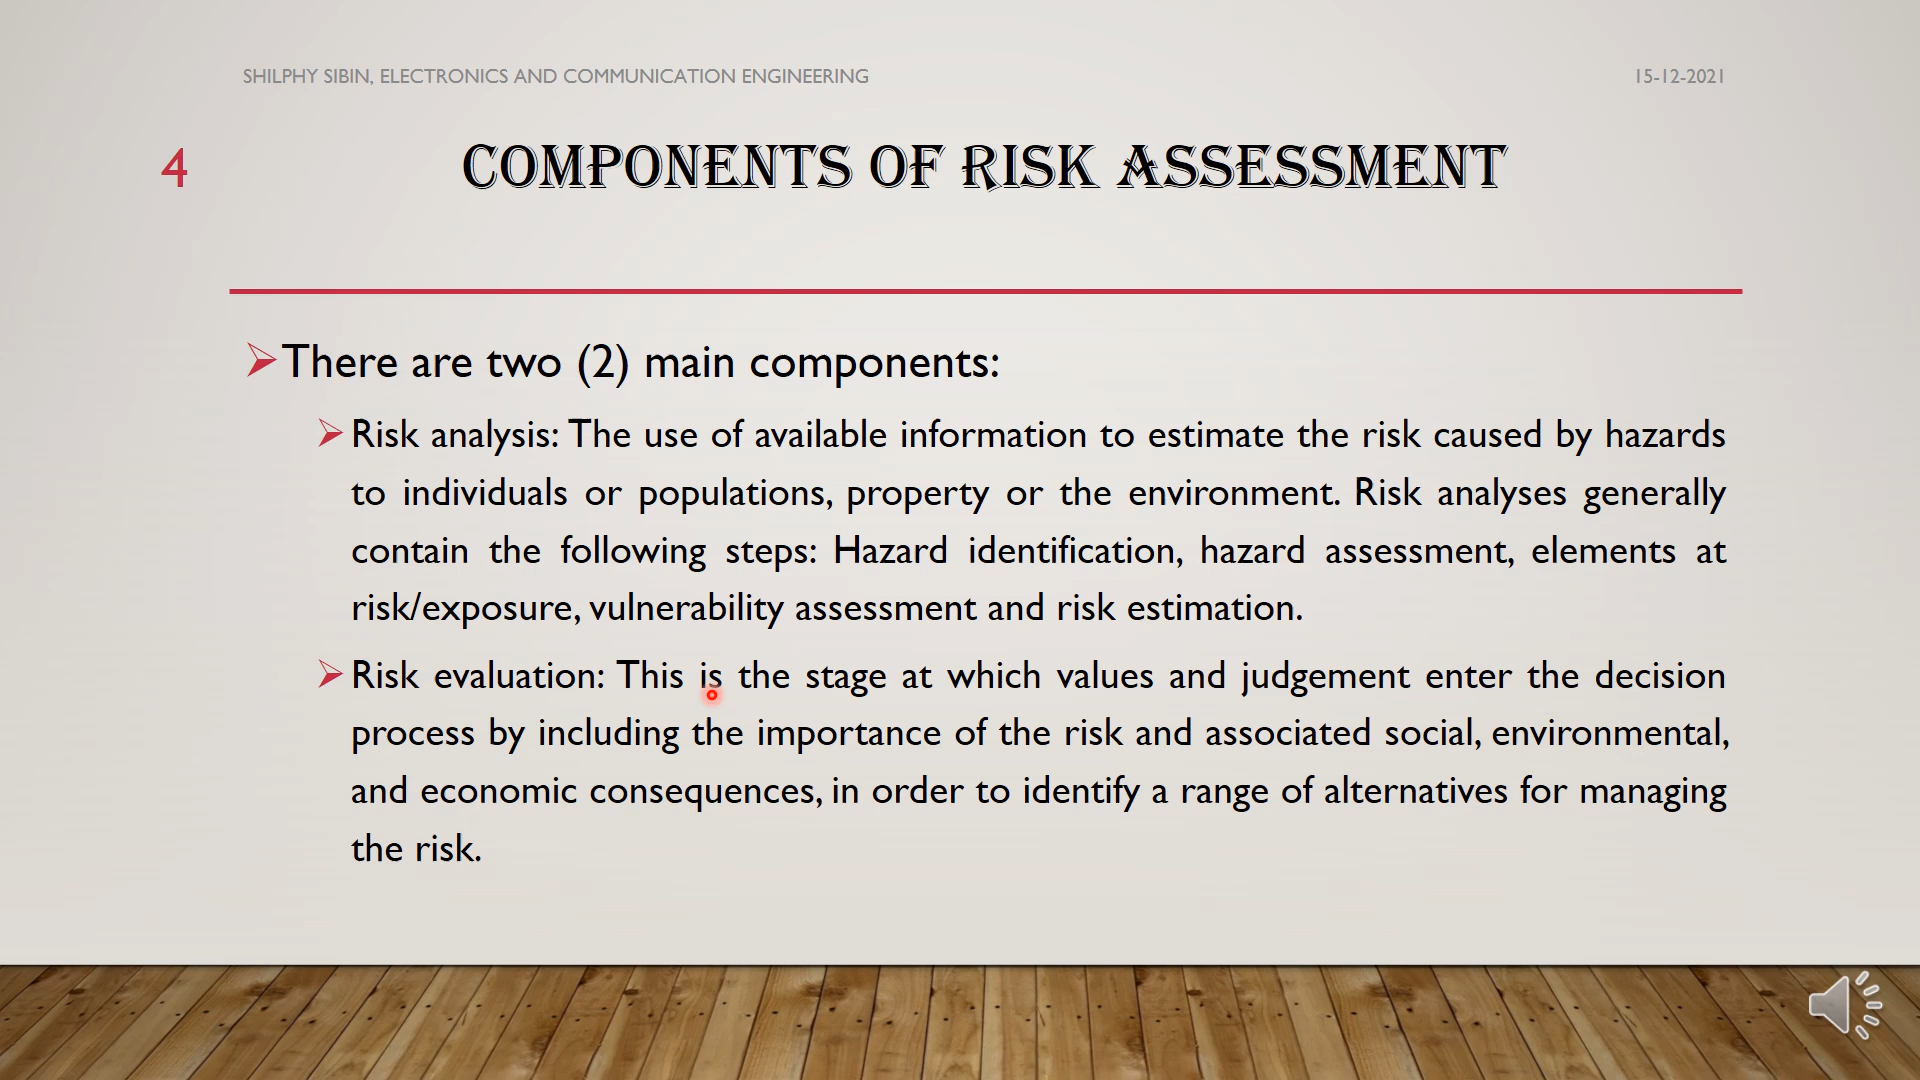 SHILPHY SIBIN, ELECTRONICS AND COMMUNICATION ENGINEERING
15-12-2021
4
COMPONENTS OF RISK ASSESSMENT
There are two (2) main components:
Risk analysis: The use of available information to estimate the risk caused by hazards
to individuals or populations, property or the environment. Risk analyses generally
contain the following steps: Hazard identification, hazard assessment, elements at
risk/exposure, vulnerability assessment and risk estimation.
Risk evaluation: This is the stage at which values and judgement enter the decision
process by including the importance of the risk and associated social, environmental,
and economic consequences, in order to identify a range of alternatives for managing
the risk.